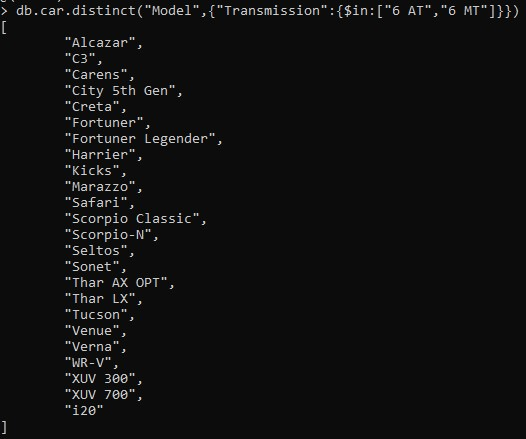 > db.car.distinct("Model",{"Transmission":{$in:["6 AT","6 MT"]}})
[
        "Alcazar",
        "C3",
        "Carens",
        "City 5th Gen",
        "Creta",
        "Fortuner",
        "Fortuner Legender",
        "Harrier",
        "Kicks",
        "Marazzo",
        "Safari",
        "Scorpio Classic",
        "Scorpio-N",
        "Seltos",
        "Sonet",
        "Thar AX OPT",
        "Thar LX",
        "Tucson",
        "Venue",
        "Verna",
        "WR-V",
        "XUV 300",
        "XUV 700",
        "i20"
]